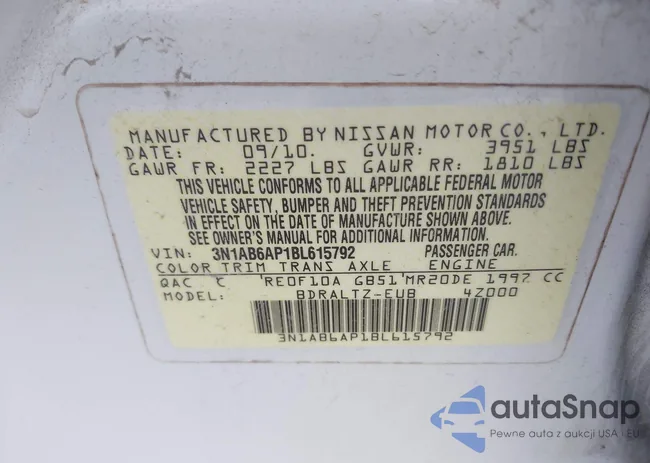 MANUFACTURED BY NISSAN MOTOR CO., LTD.
DATE: 09/10. GVWR: 3951 LBS
GAWR FR: 2227 LBS GAWR RR: 1810 LBS
THIS VEHICLE CONFORMS TO ALL APPLICABLE FEDERAL MOTOR
VEHICLE SAFETY, BUMPER AND THEFT PREVENTION STANDARDS
IN EFFECT ON THE DATE OF MANUFACTURE SHOWN ABOVE.
SEE OWNER'S MANUAL FOR ADDITIONAL INFORMATION.
VIN: 3N1AB6AP1BL615792 PASSENGER CAR.
COLOR TRIM TRANS AXLE ENGINE
QAC C 'RE0F10A GB51'MR20DE 1997 CC
MODEL: BDRALTZ-EUB 4Z000
3N1AB6AP1BL615792
autaSnap
Pewne auta z aukcji USA i EU